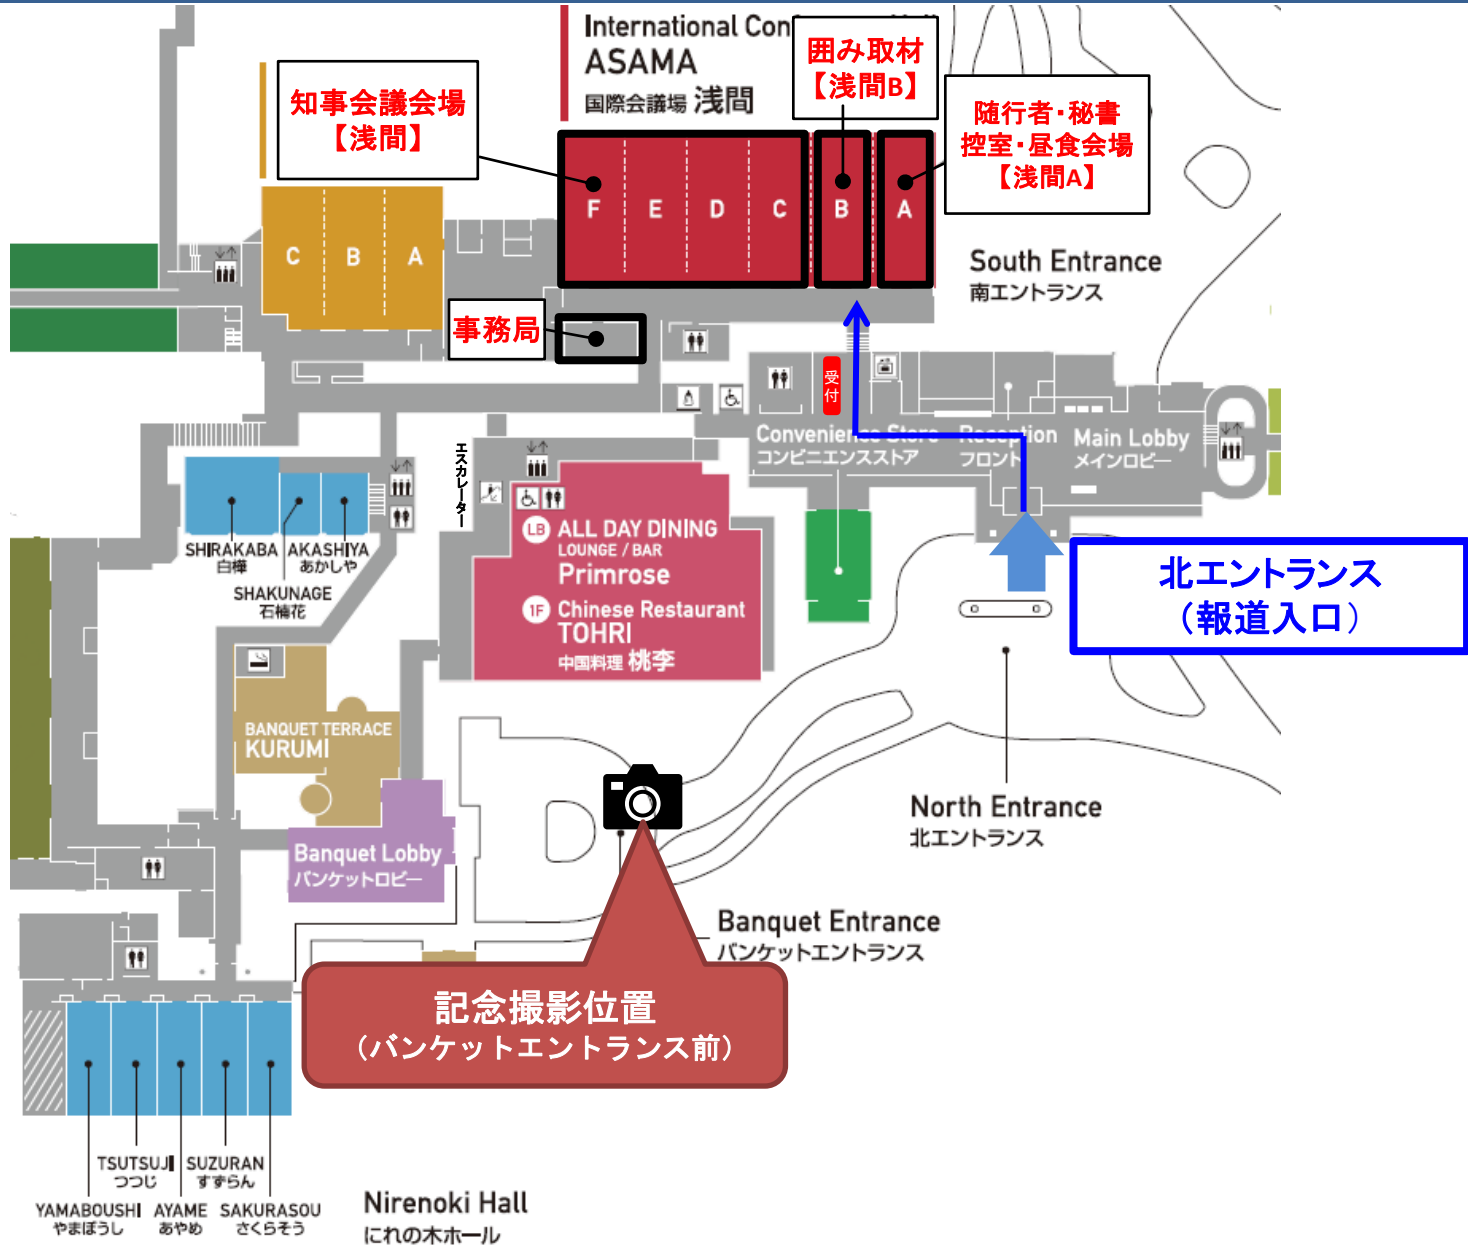 International Con
ASAMA
国際会議場 浅間
知事会議会場
【浅間】
囲み取材
【浅間B】
随行者・秘書
控室・昼食会場
【浅間A】
F
E
D
C
B
A
C
B
A
South Entrance
南エントランス
事務局
受付
Convenience Store
コンビニエンスストア
Reception
フロント
Main Lobby
メインロビー
エスカレーター
SHIRAKABA
白樺
AKASHIYA
あかしや
SHAKUNAGE
石楠花
LB ALL DAY DINING
LOUNGE / BAR
Primrose
1F Chinese Restaurant
TOHRI
中国料理 桃李
北エントランス
（報道入口）
BANQUET TERRACE
KURUMI
North Entrance
北エントランス
Banquet Lobby
バンケットロビー
Banquet Entrance
バンケットエントランス
記念撮影位置
（バンケットエントランス前）
TSUTSUJI
つつじ
SUZURAN
すずらん
YAMABOUSHI
やまぼうし
AYAME
あやめ
SAKURASOU
さくらそう
Nirenoki Hall
にれの木ホール